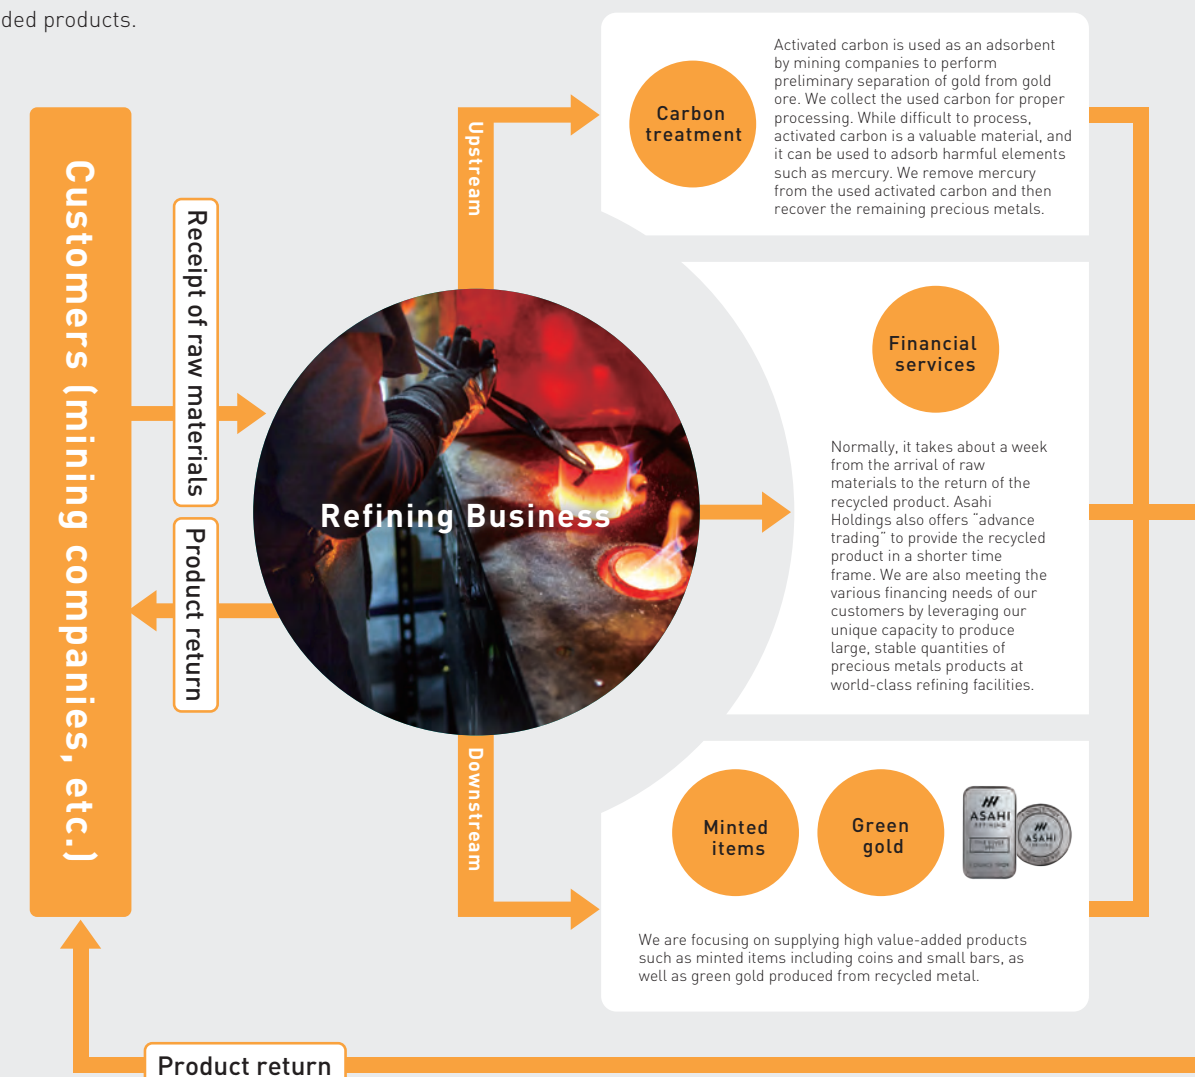 ded products.
Customers (mining companies, etc.)
Receipt of raw materials
Product return
Upstream
Refining Business
Downstream
Carbon
treatment
Activated carbon is used as an adsorbent
by mining companies to perform
preliminary separation of gold from gold
ore. We collect the used carbon for proper
processing. While difficult to process,
activated carbon is a valuable material, and
it can be used to adsorb harmful elements
such as mercury. We remove mercury
from the used activated carbon and then
recover the remaining precious metals.
Financial
services
Normally, it takes about a week
from the arrival of raw
materials to the return of the
recycled product. Asahi
Holdings also offers “advance
trading” to provide the recycled
product in a shorter time
frame. We are also meeting the
various financing needs of our
customers by leveraging our
unique capacity to produce
large, stable quantities of
precious metals products at
world-class refining facilities.
Minted
items
Green
gold
ASAHI
REFINING
ASAHI
REFINING
We are focusing on supplying high value-added products
such as minted items including coins and small bars, as
well as green gold produced from recycled metal.
Product return